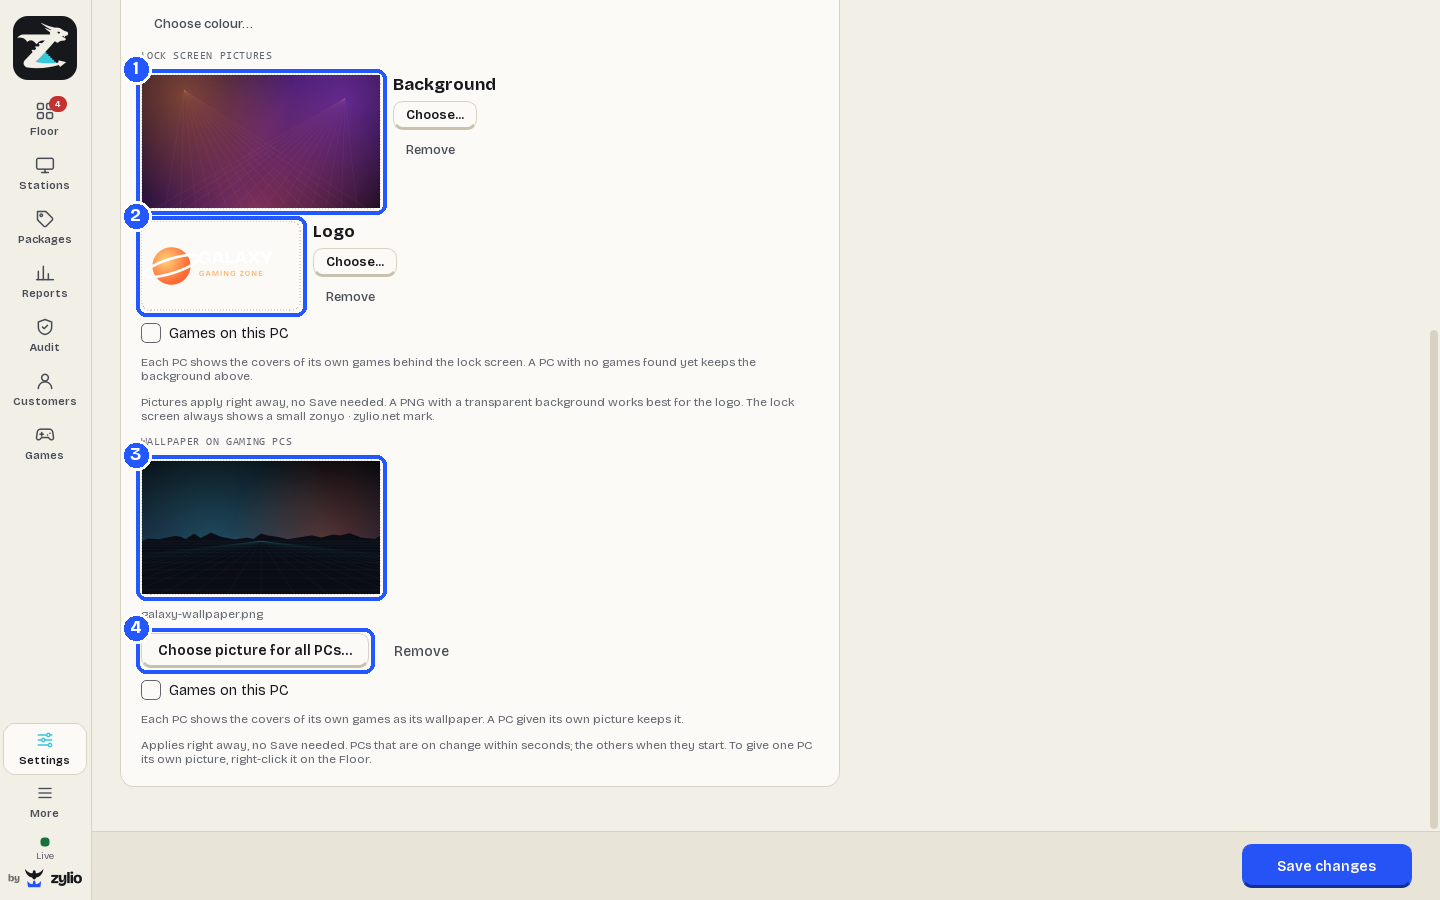 Choose colour...
LOCK SCREEN PICTURES
1
Background
Choose...
Remove
2
GALAXY
GAMING ZONE
Logo
Choose...
Remove
Games on this PC
Each PC shows the covers of its own games behind the lock screen. A PC with no games found yet keeps the
background above.
Pictures apply right away, no Save needed. A PNG with a transparent background works best for the logo. The lock
screen always shows a small zonyo · zylio.net mark.
WALLPAPER ON GAMING PCS
3
galaxy-wallpaper.png
4
Choose picture for all PCs...
Remove
Games on this PC
Each PC shows the covers of its own games as its wallpaper. A PC given its own picture keeps it.
Applies right away, no Save needed. PCs that are on change within seconds; the others when they start. To give one PC
its own picture, right-click it on the Floor.
Save changes
4
Floor
Stations
Packages
Reports
Audit
Customers
Games
Settings
More
Live
by zylio